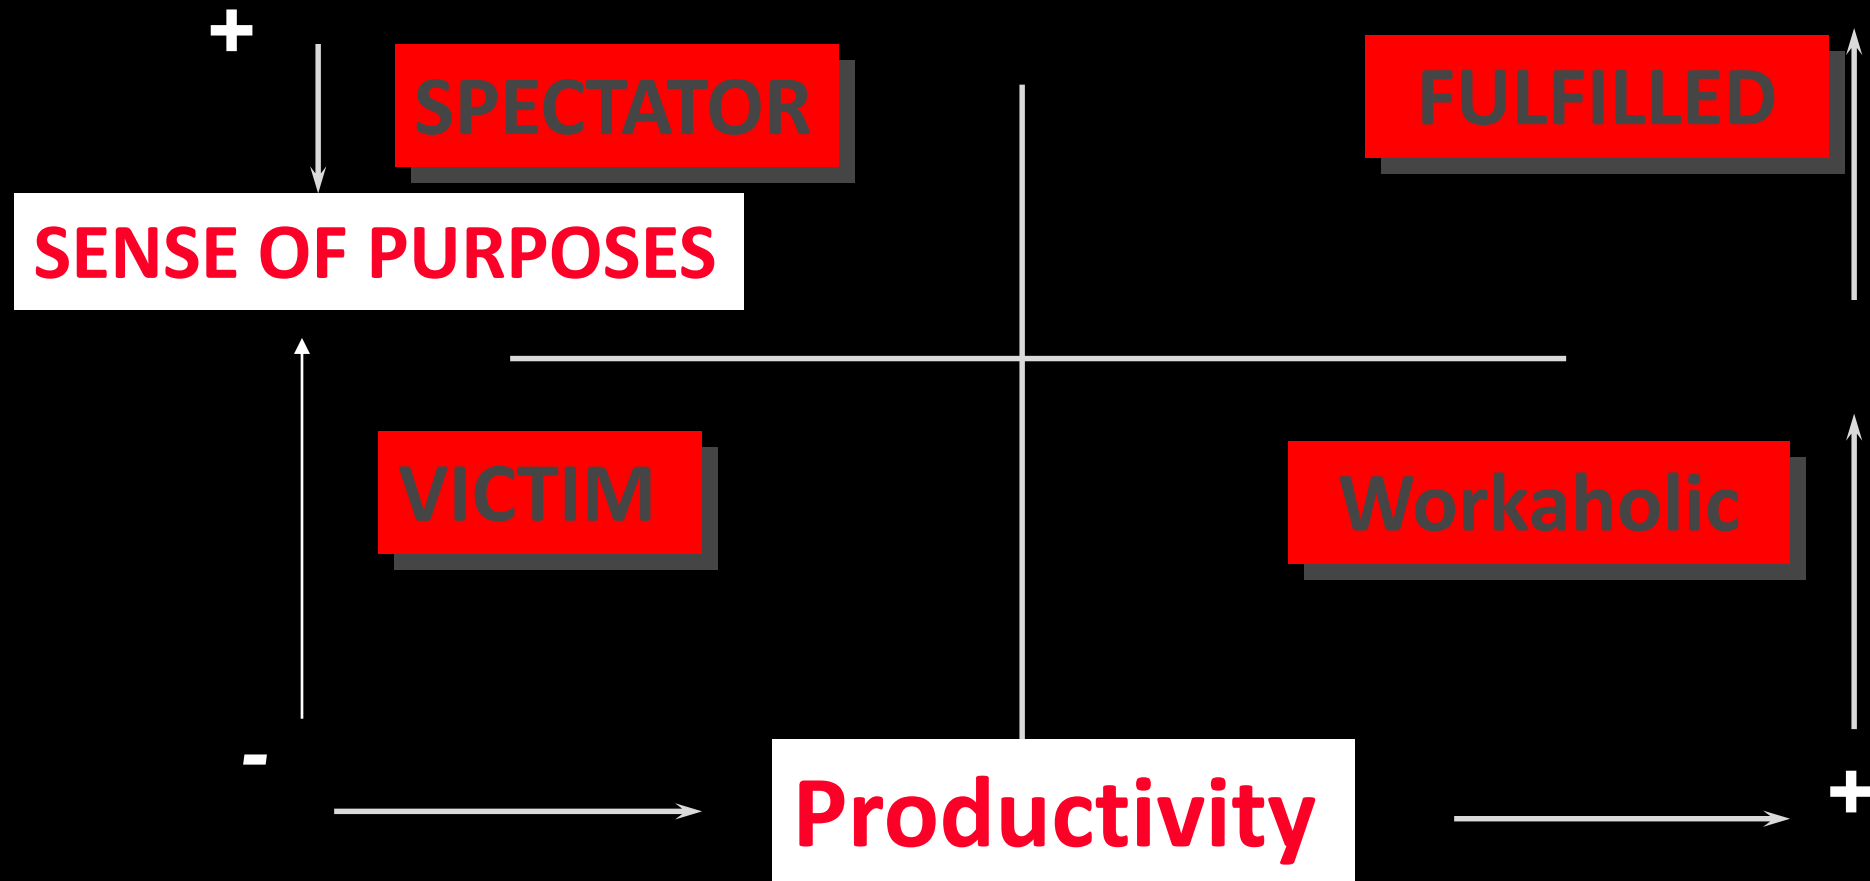 +
SPECTATOR
FULFILLED
SENSE OF PURPOSES
VICTIM
Workaholic
-
Productivity
+